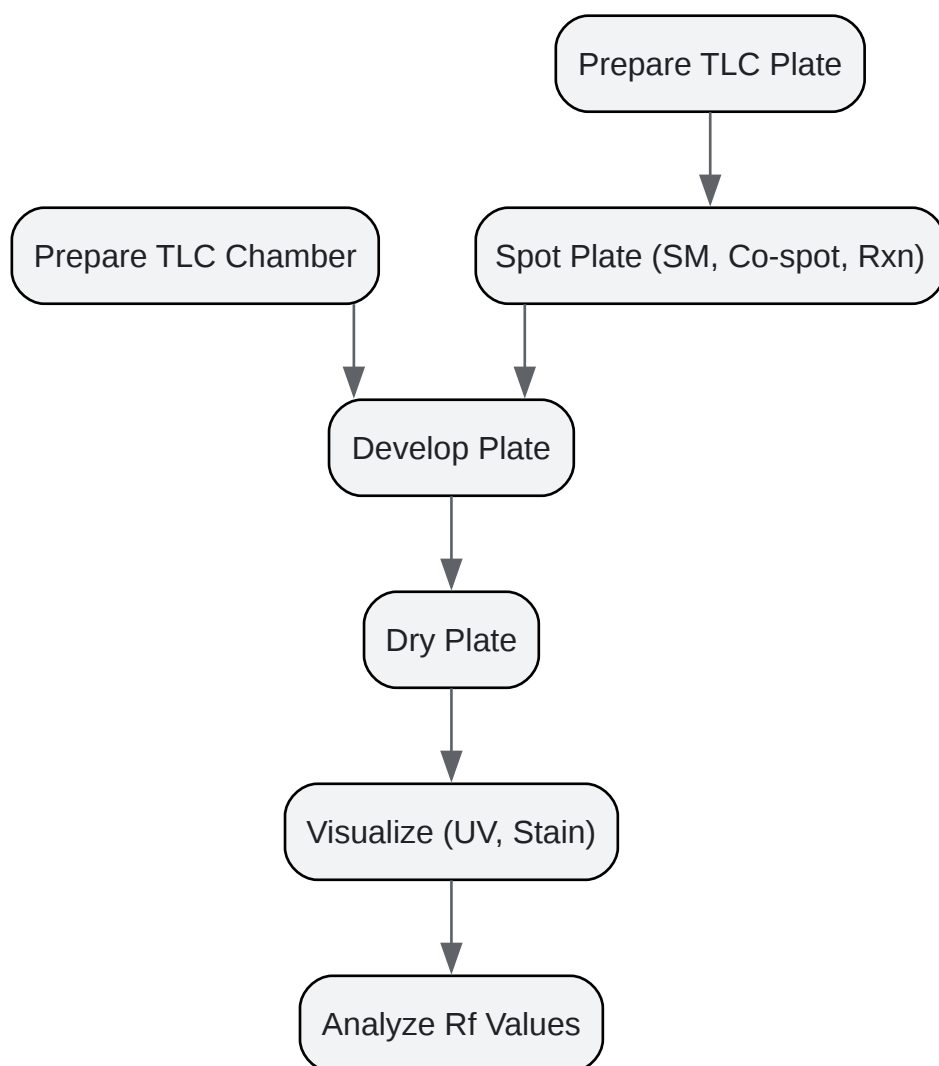 Prepare TLC Plate
Prepare TLC Chamber
Spot Plate (SM, Co-spot, Rxn)
Develop Plate
Dry Plate
Visualize (UV, Stain)
Analyze Rf Values